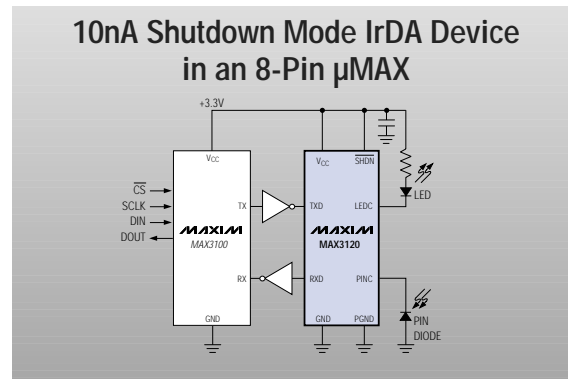 10nA Shutdown Mode IrDA Device
in an 8-Pin µMAX
+3.3V
VCC
VCC
SHDN
CS
SCLK
DIN
DOUT
TX
TXD
LEDC
LED
MAXIM
MAX3100
MAXIM
MAX3120
RX
RXD
PINC
GND
GND
PGND
PIN
DIODE